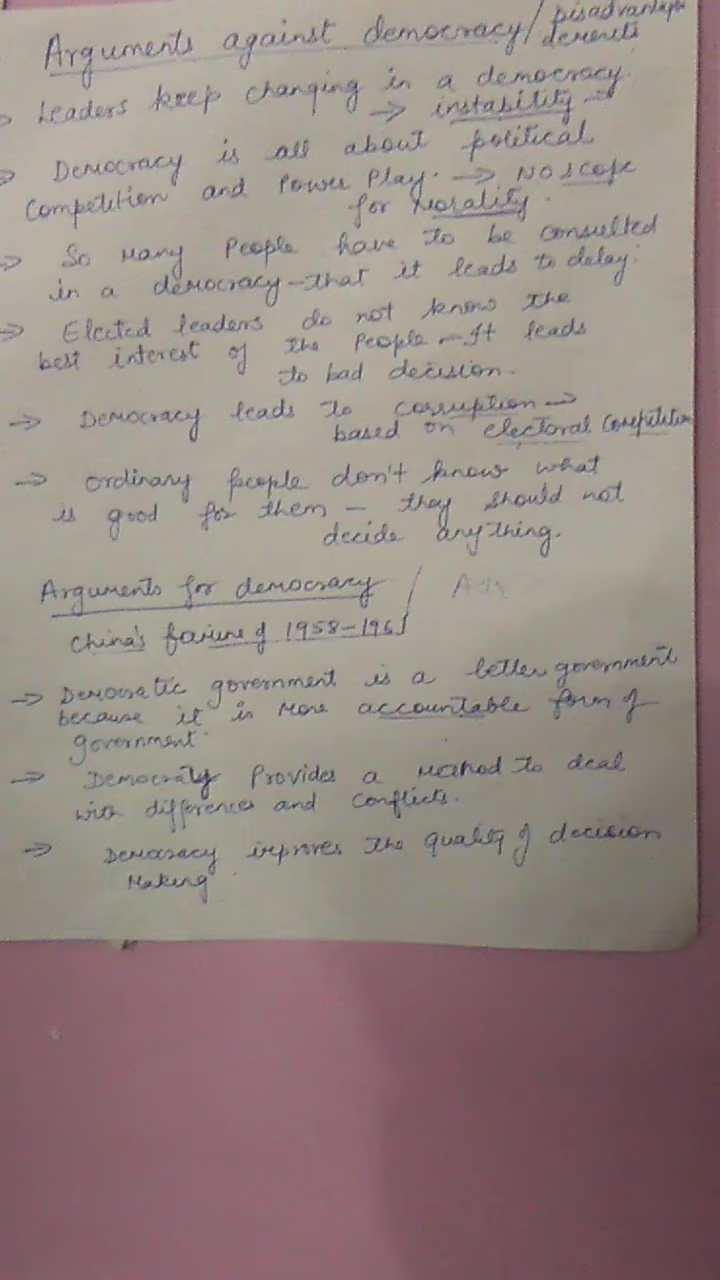 Arguments against democracy / Disadvantages
demerits
→ Leaders keep changing in a democracy.
→ instability →
→ Democracy is all about political
Competition and Power Play. → No scope
for Morality.
→ So Many People have to be consulted
in a democracy - that it leads to delay.
→ Elected leaders do not know the
best interest of the People - It leads
to bad decision.
→ Democracy leads to corruption →
based on electoral Competition
→ ordinary people don't know what
is good for them - they should not
decide anything.
Arguments for democracy /
China's of 1958-1961
→ Democratic government is a better government
because it is More accountable form of
government.
→ Provides a Method to deal
with differences and conflicts.
→ Democracy improves the quality of decision
Making